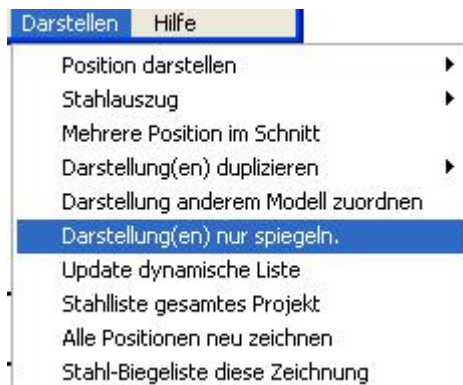 Darstellen Hilfe
Position darstellen
Stahlauszug
Mehrere Position im Schnitt
Darstellung(en) duplizieren
Darstellung anderem Modell zuordnen
Darstellung(en) nur spiegeln.
Update dynamische Liste
Stahlliste gesamtes Projekt
Alle Positionen neu zeichnen
Stahl-Biegeliste diese Zeichnung